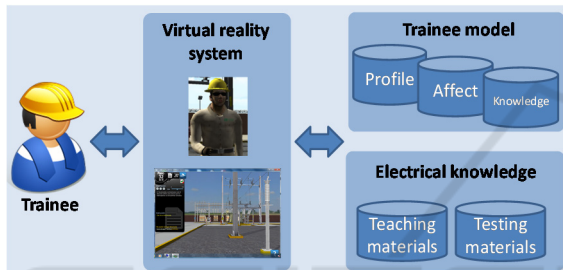 Trainee
Virtual reality
system
Trainee model
Profile
Affect
Knowledge
Electrical knowledge
Teaching
materials
Testing
materials